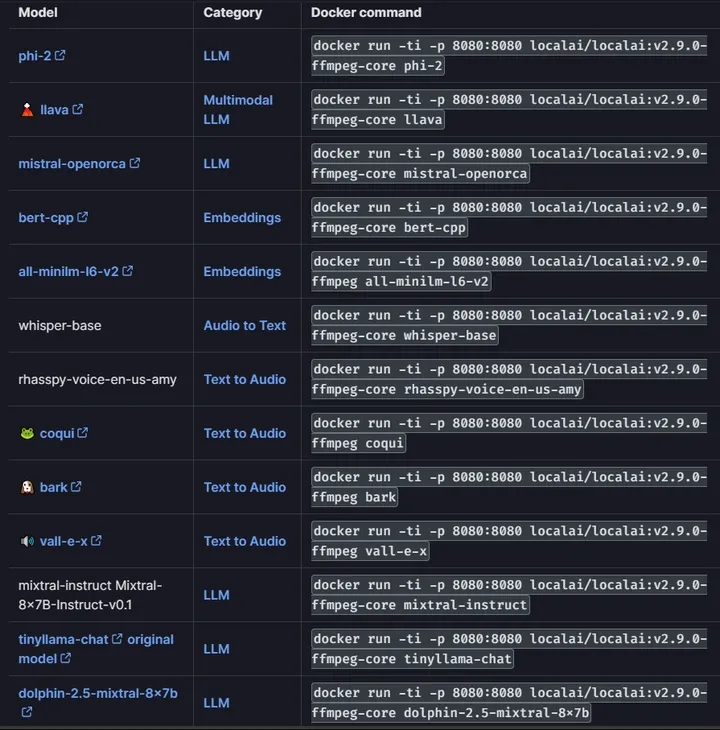 Model Category Docker command
phi-2 LLM docker run -ti -p 8080:8080 localai/localai:v2.9.0-
ffmpeg-core phi-2
llava Multimodal LLM docker run -ti -p 8080:8080 localai/localai:v2.9.0-
ffmpeg-core llava
mistral-openorca LLM docker run -ti -p 8080:8080 localai/localai:v2.9.0-
ffmpeg-core mistral-openorca
bert-cpp Embeddings docker run -ti -p 8080:8080 localai/localai:v2.9.0-
ffmpeg-core bert-cpp
all-minilm-l6-v2 Embeddings docker run -ti -p 8080:8080 localai/localai:v2.9.0-
ffmpeg all-minilm-l6-v2
whisper-base Audio to Text docker run -ti -p 8080:8080 localai/localai:v2.9.0-
ffmpeg-core whisper-base
rhasspy-voice-en-us-amy Text to Audio docker run -ti -p 8080:8080 localai/localai:v2.9.0-
ffmpeg-core rhasspy-voice-en-us-amy
🐸 coqui Text to Audio docker run -ti -p 8080:8080 localai/localai:v2.9.0-
ffmpeg coqui
🐶 bark Text to Audio docker run -ti -p 8080:8080 localai/localai:v2.9.0-
ffmpeg bark
🔊 vall-e-x Text to Audio docker run -ti -p 8080:8080 localai/localai:v2.9.0-
ffmpeg vall-e-x
mixtral-instruct Mixtral-
8×7B-Instruct-v0.1 LLM docker run -ti -p 8080:8080 localai/localai:v2.9.0-
ffmpeg-core mixtral-instruct
tinyllama-chat original
model LLM docker run -ti -p 8080:8080 localai/localai:v2.9.0-
ffmpeg-core tinyllama-chat
dolphin-2.5-mixtral-8×7b LLM docker run -ti -p 8080:8080 localai/localai:v2.9.0-
ffmpeg-core dolphin-2.5-mixtral-8×7b